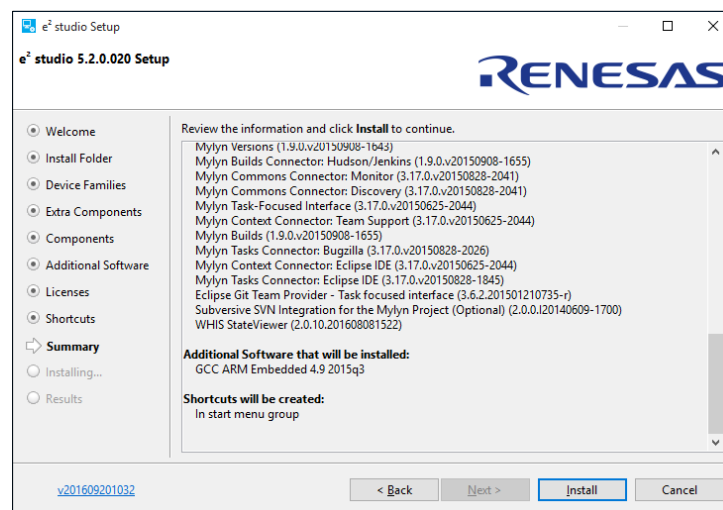 e² studio Setup
e² studio 5.2.0.020 Setup
RENESAS
Welcome
Install Folder
Device Families
Extra Components
Components
Additional Software
Licenses
Shortcuts
Summary
Installing...
Results
Review the information and click Install to continue.
Mylyn Versions (1.9.0.v20150908-1643)
Mylyn Builds Connector: Hudson/Jenkins (1.9.0.v20150908-1655)
Mylyn Commons Connector: Monitor (3.17.0.v20150828-2041)
Mylyn Commons Connector: Discovery (3.17.0.v20150828-2041)
Mylyn Task-Focused Interface (3.17.0.v20150625-2044)
Mylyn Context Connector: Team Support (3.17.0.v20150625-2044)
Mylyn Builds (1.9.0.v20150908-1655)
Mylyn Tasks Connector: Bugzilla (3.17.0.v20150828-2026)
Mylyn Context Connector: Eclipse IDE (3.17.0.v20150625-2044)
Mylyn Tasks Connector: Eclipse IDE (3.17.0.v20150828-1845)
Eclipse Git Team Provider - Task focused interface (3.6.2.201501210735-r)
Subversive SVN Integration for the Mylyn Project (Optional) (2.0.0.I20140609-1700)
WHIS StateViewer (2.0.10.201608081522)
Additional Software that will be installed:
GCC ARM Embedded 4.9 2015q3
Shortcuts will be created:
In start menu group
v201609201032
< Back
Next >
Install
Cancel